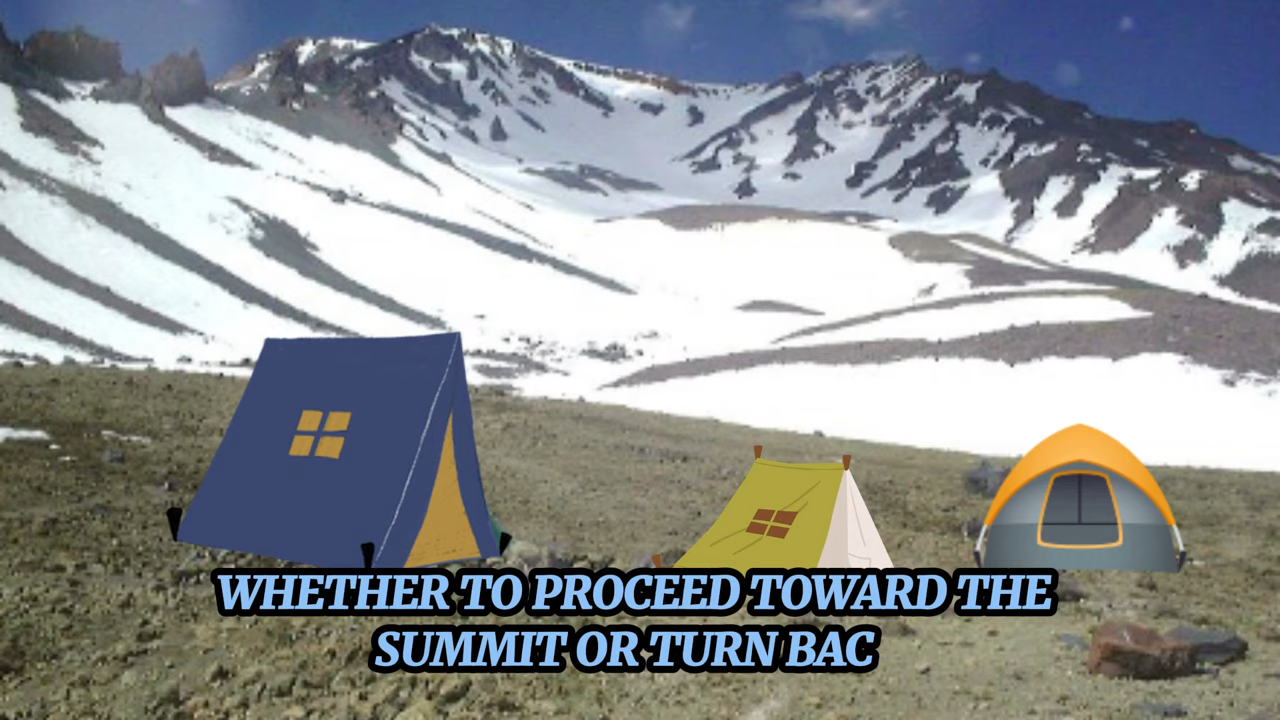 WHETHER TO PROCEED TOWARD THE
SUMMIT OR TURN BAC